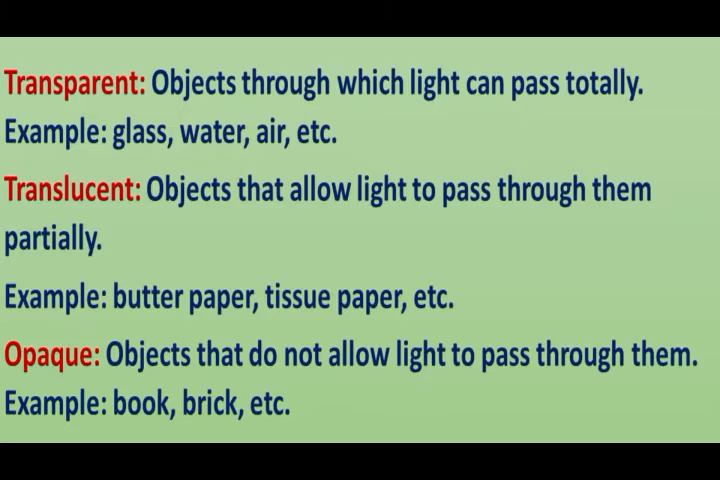 Transparent: Objects through which light can pass totally.
Example: glass, water, air, etc.
Translucent: Objects that allow light to pass through them
partially.
Example: butter paper, tissue paper, etc.
Opaque: Objects that do not allow light to pass through them.
Example: book, brick, etc.